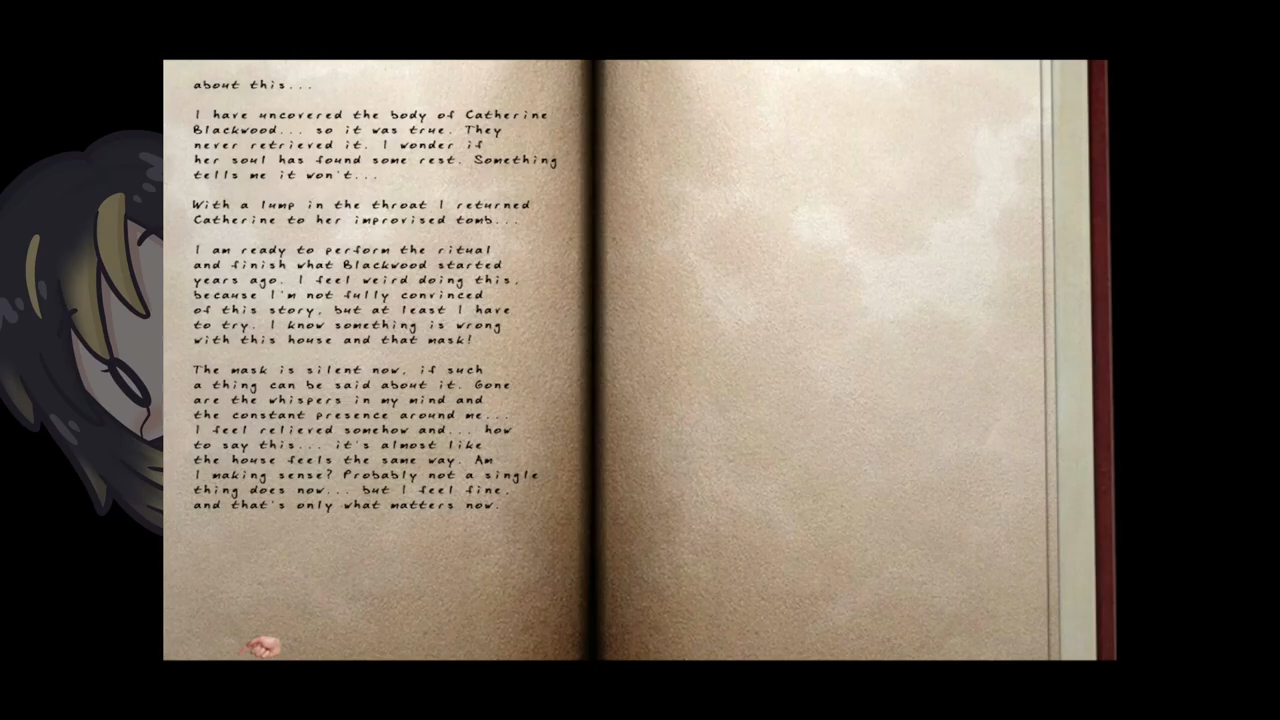 about this...
I have uncovered the body of Catherine
Blackwood... so it was true. They
never retrieved it. I wonder if
her soul has found some rest. Something
tells me it won't...
With a lump in the throat I returned
Catherine to her improvised tomb...
I am ready to perform the ritual
and finish what Blackwood started
years ago. I feel weird doing this,
because I'm not fully convinced
of this story, but at least I have
to try. I know something is wrong
with this house and that mask!
The mask is silent now, if such
a thing can be said about it. Gone
are the whispers in my mind and
the constant presence around me...
I feel relieved somehow and... how
to say this... it's almost like
the house feels the same way. Am
I making sense? Probably not a single
thing does now... but I feel fine,
and that's only what matters now.